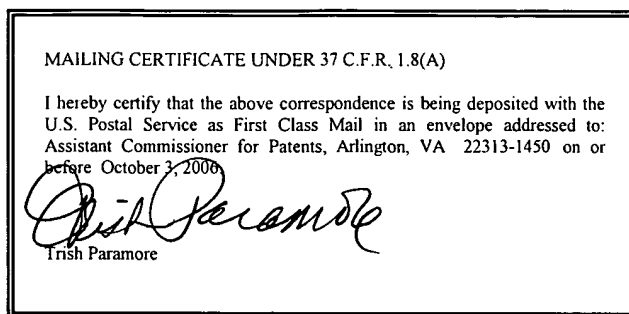 MAILING CERTIFICATE UNDER 37 C.F.R. 1.8(A)
I hereby certify that the above correspondence is being deposited with the
U.S. Postal Service as First Class Mail in an envelope addressed to:
Assistant Commissioner for Patents, Arlington, VA 22313-1450 on or
before October 3, 2006.
Trish Paramore
Trish Paramore